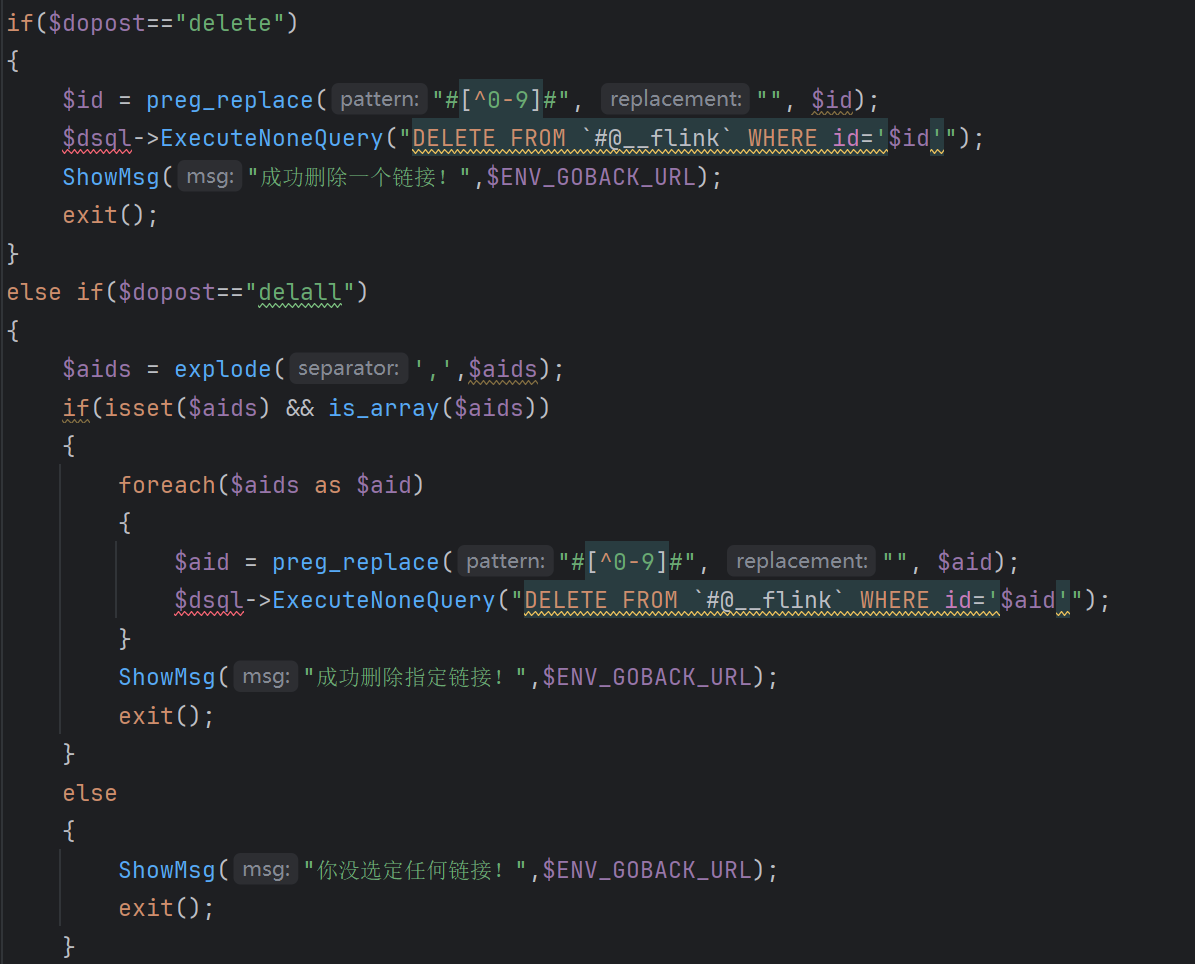 if($dopost=="delete")
{
    $id = preg_replace( pattern: "#[^0-9]#", replacement: "", $id);
    $dsql->ExecuteNoneQuery("DELETE FROM `#@__flink` WHERE id='$id'");
    ShowMsg( msg: "成功删除一个链接！",$ENV_GOBACK_URL);
    exit();
}
else if($dopost=="delall")
{
    $aids = explode( separator: ',',$aids);
    if(isset($aids) && is_array($aids))
    {
        foreach($aids as $aid)
        {
            $aid = preg_replace( pattern: "#[^0-9]#", replacement: "", $aid);
            $dsql->ExecuteNoneQuery("DELETE FROM `#@__flink` WHERE id='$aid'");
        }
        ShowMsg( msg: "成功删除指定链接！",$ENV_GOBACK_URL);
        exit();
    }
    else
    {
        ShowMsg( msg: "你没选定任何链接！",$ENV_GOBACK_URL);
        exit();
    }